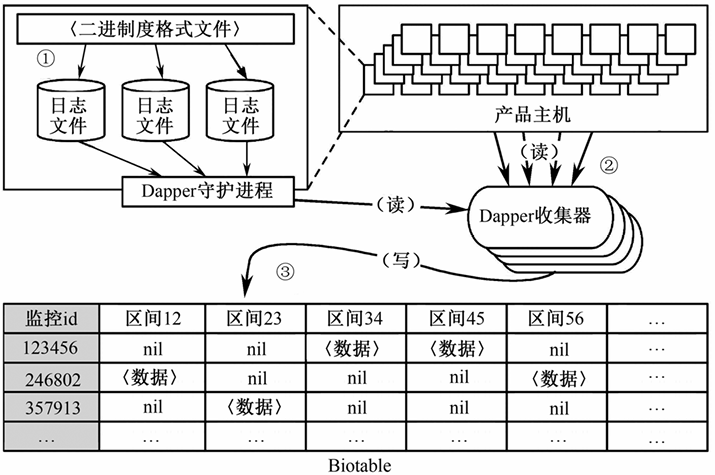 〈二进制度格式文件〉
①
日志
文件
日志
文件
日志
文件
Dapper守护进程
产品主机
（读）
②
（读）
Dapper收集器
（写）
③
监控id 区间12 区间23 区间34 区间45 区间56 …
123456 nil nil 〈数据〉 〈数据〉 nil …
246802 〈数据〉 nil nil nil 〈数据〉 …
357913 nil 〈数据〉 nil nil nil …
… … … … … … …
Biotable